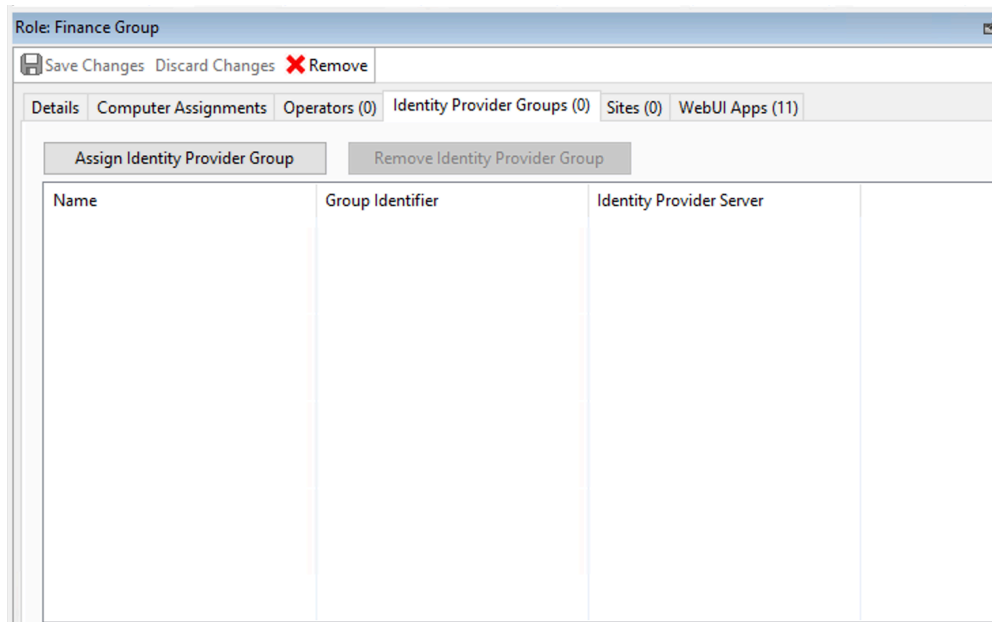 Role: Finance Group
Save Changes Discard Changes Remove
Details Computer Assignments Operators (0) Identity Provider Groups (0) Sites (0) WebUI Apps (11)
Assign Identity Provider Group Remove Identity Provider Group
Name Group Identifier Identity Provider Server